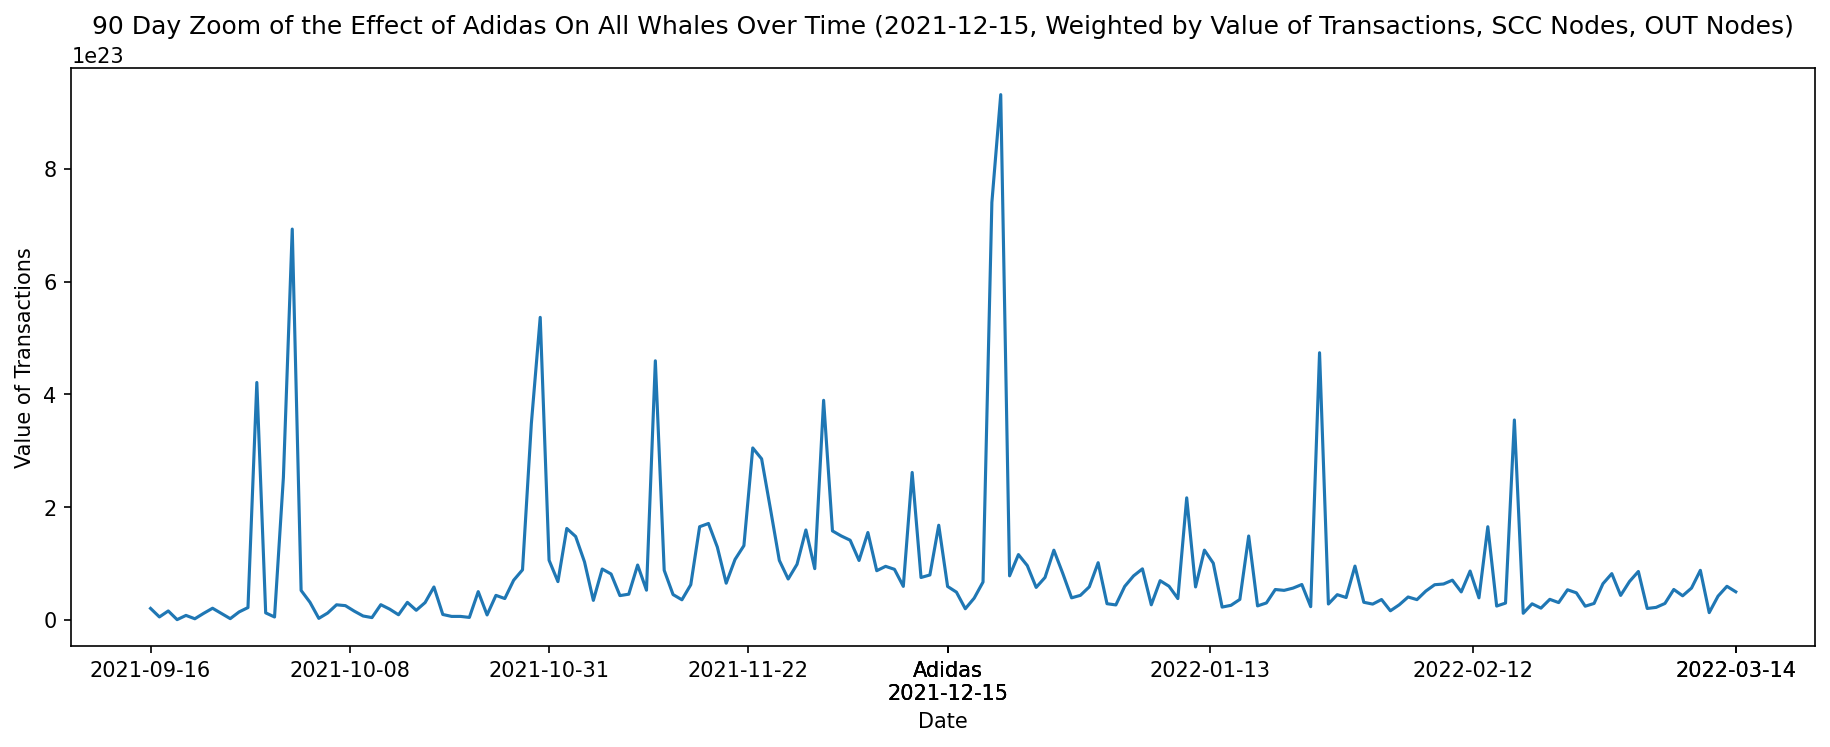 90 Day Zoom of the Effect of Adidas On All Whales Over Time (2021-12-15, Weighted by Value of Transactions, SCC Nodes, OUT Nodes)
1e23
8
6
4
2
0
Value of Transactions
2021-09-16 2021-10-08 2021-10-31 2021-11-22 Adidas 2022-01-13 2022-02-12 2022-03-14
2021-12-15
Date